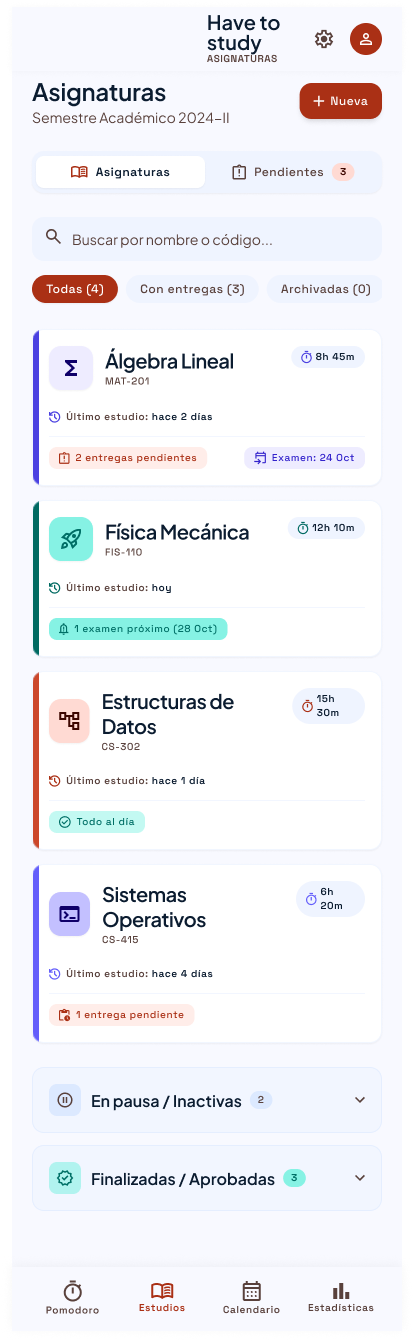 Have to
study
ASIGNATURAS
Asignaturas
Semestre Académico 2024–II
+ Nueva
Asignaturas
Pendientes 3
Buscar por nombre o código...
Todas (4)
Con entregas (3)
Archivadas (0)
Σ
Álgebra Lineal
MAT-201
8h 45m
Último estudio: hace 2 días
2 entregas pendientes
Examen: 24 Oct
Física Mecánica
FIS-110
12h 10m
Último estudio: hoy
1 examen próximo (28 Oct)
Estructuras de
Datos
CS-302
15h
30m
Último estudio: hace 1 día
Todo al día
Sistemas
Operativos
CS-415
6h
20m
Último estudio: hace 4 días
1 entrega pendiente
En pausa / Inactivas 2
Finalizadas / Aprobadas 3
Pomodoro
Estudios
Calendario
Estadísticas